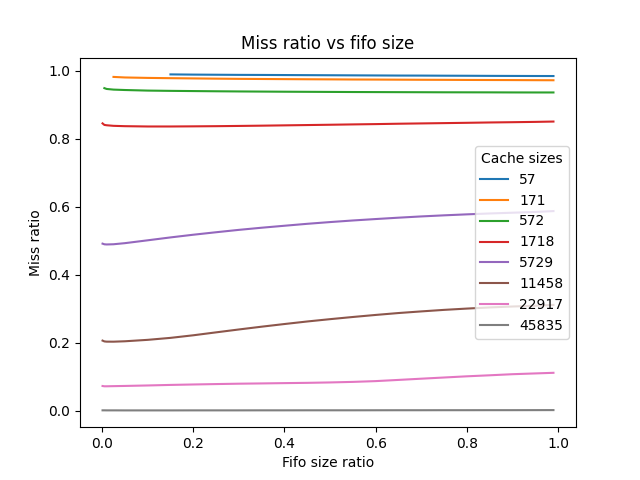 Miss ratio vs fifo size
Miss ratio
1.0
0.8
0.6
0.4
0.2
0.0
Cache sizes
57
171
572
1718
5729
11458
22917
45835
0.0 0.2 0.4 0.6 0.8 1.0
Fifo size ratio